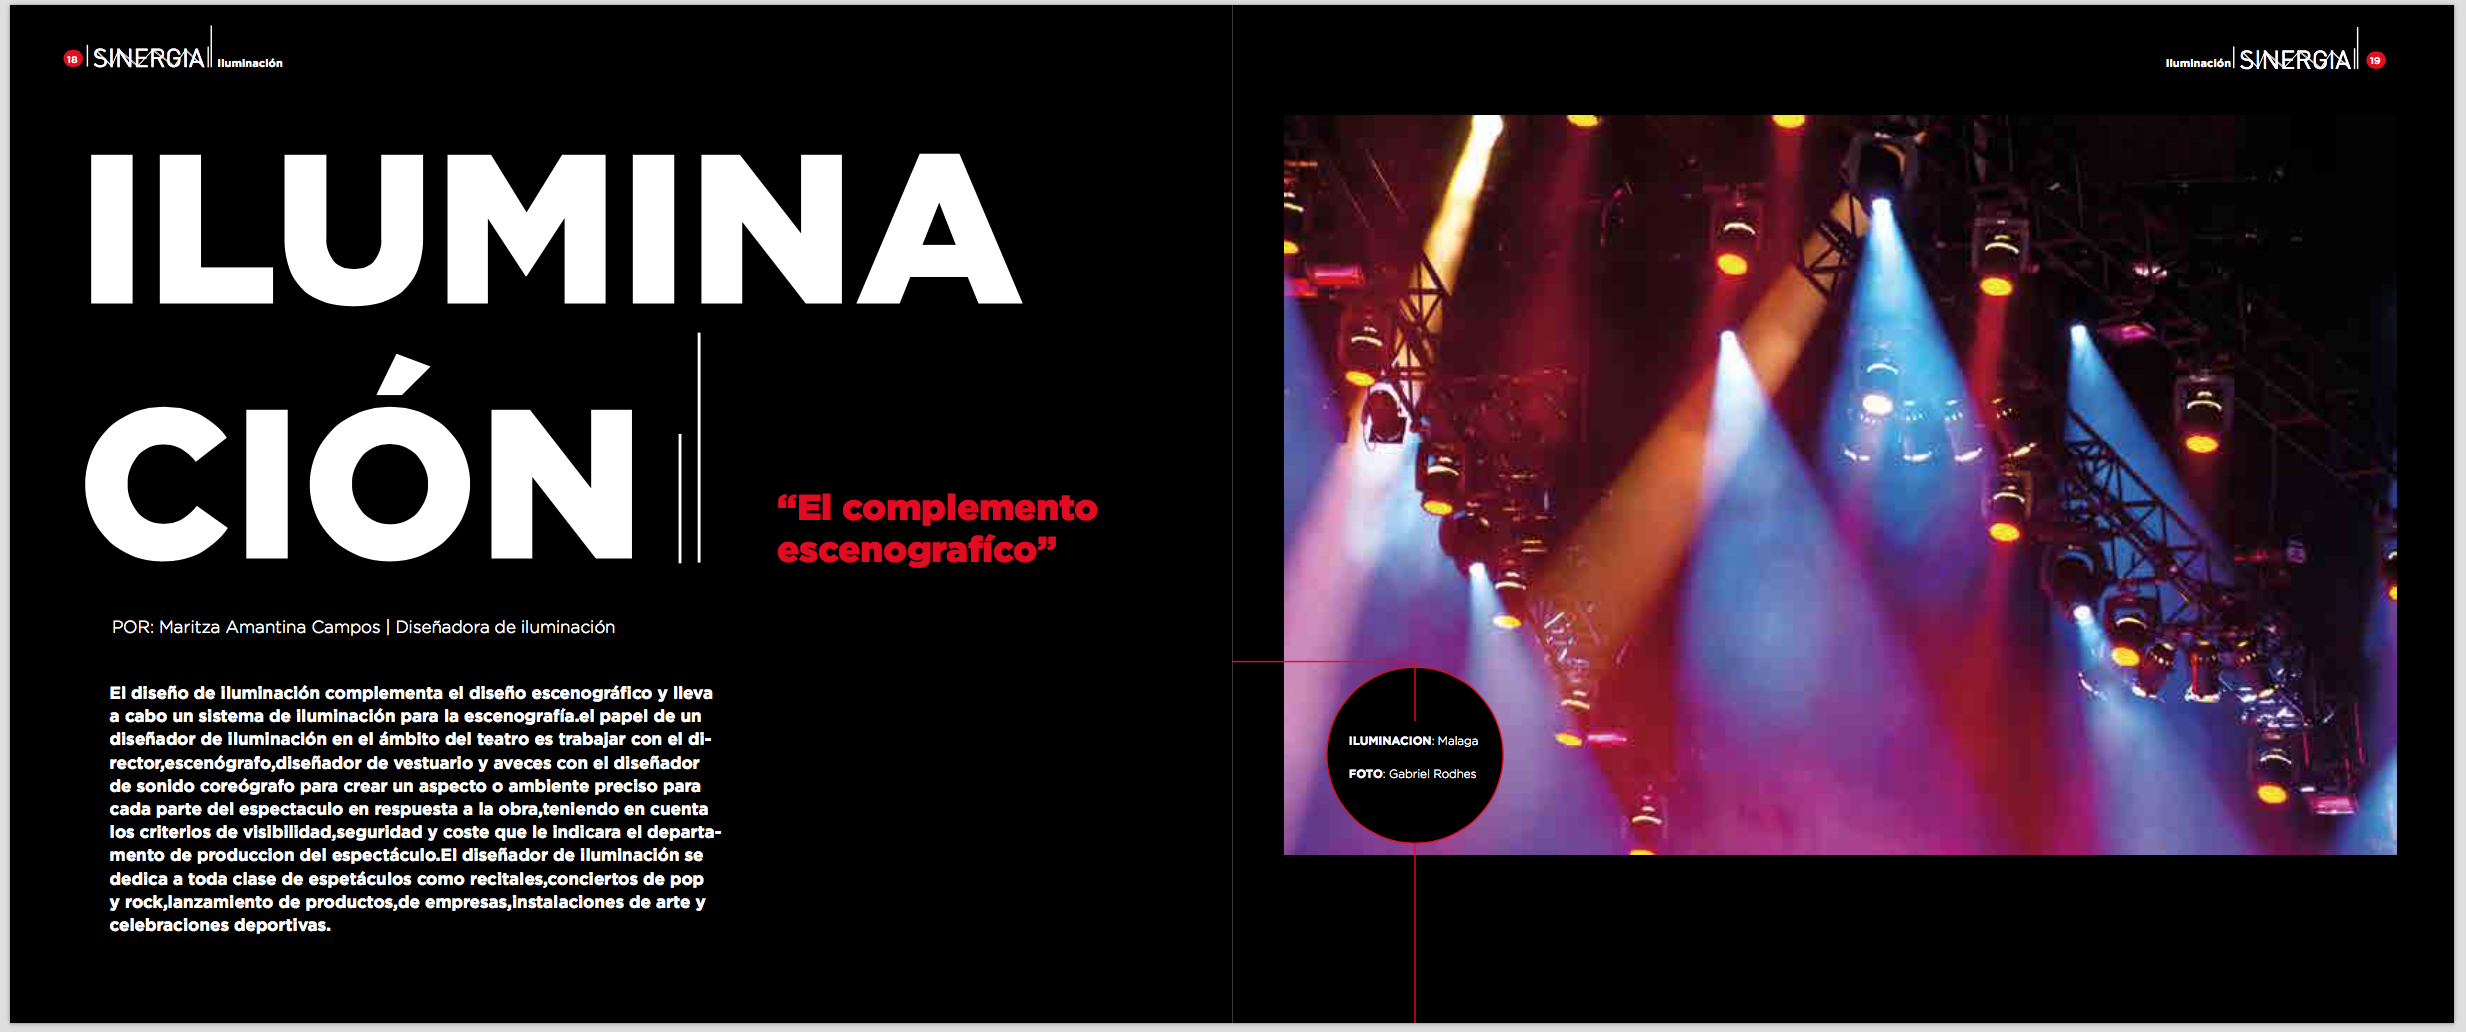 18 SINERGIA Iluminación
Iluminación SINERGIA 19
ILUMINA
CIÓN
“El complemento
escenografíco”
POR: Maritza Amantina Campos | Diseñadora de iluminación
El diseño de iluminación complementa el diseño escenográfico y lleva
a cabo un sistema de iluminación para la escenografía.el papel de un
diseñador de iluminación en el ámbito del teatro es trabajar con el di-
rector,escenógrafo,diseñador de vestuario y aveces con el diseñador
de sonido coreógrafo para crear un aspecto o ambiente preciso para
cada parte del espectaculo en respuesta a la obra,teniendo en cuenta
los criterios de visibilidad,seguridad y coste que le indicara el departa-
mento de produccion del espectáculo.El diseñador de iluminación se
dedica a toda clase de espetáculos como recitales,conciertos de pop
y rock,lanzamiento de productos,de empresas,instalaciones de arte y
celebraciones deportivas.
ILUMINACION: Malaga
FOTO: Gabriel Rodhes